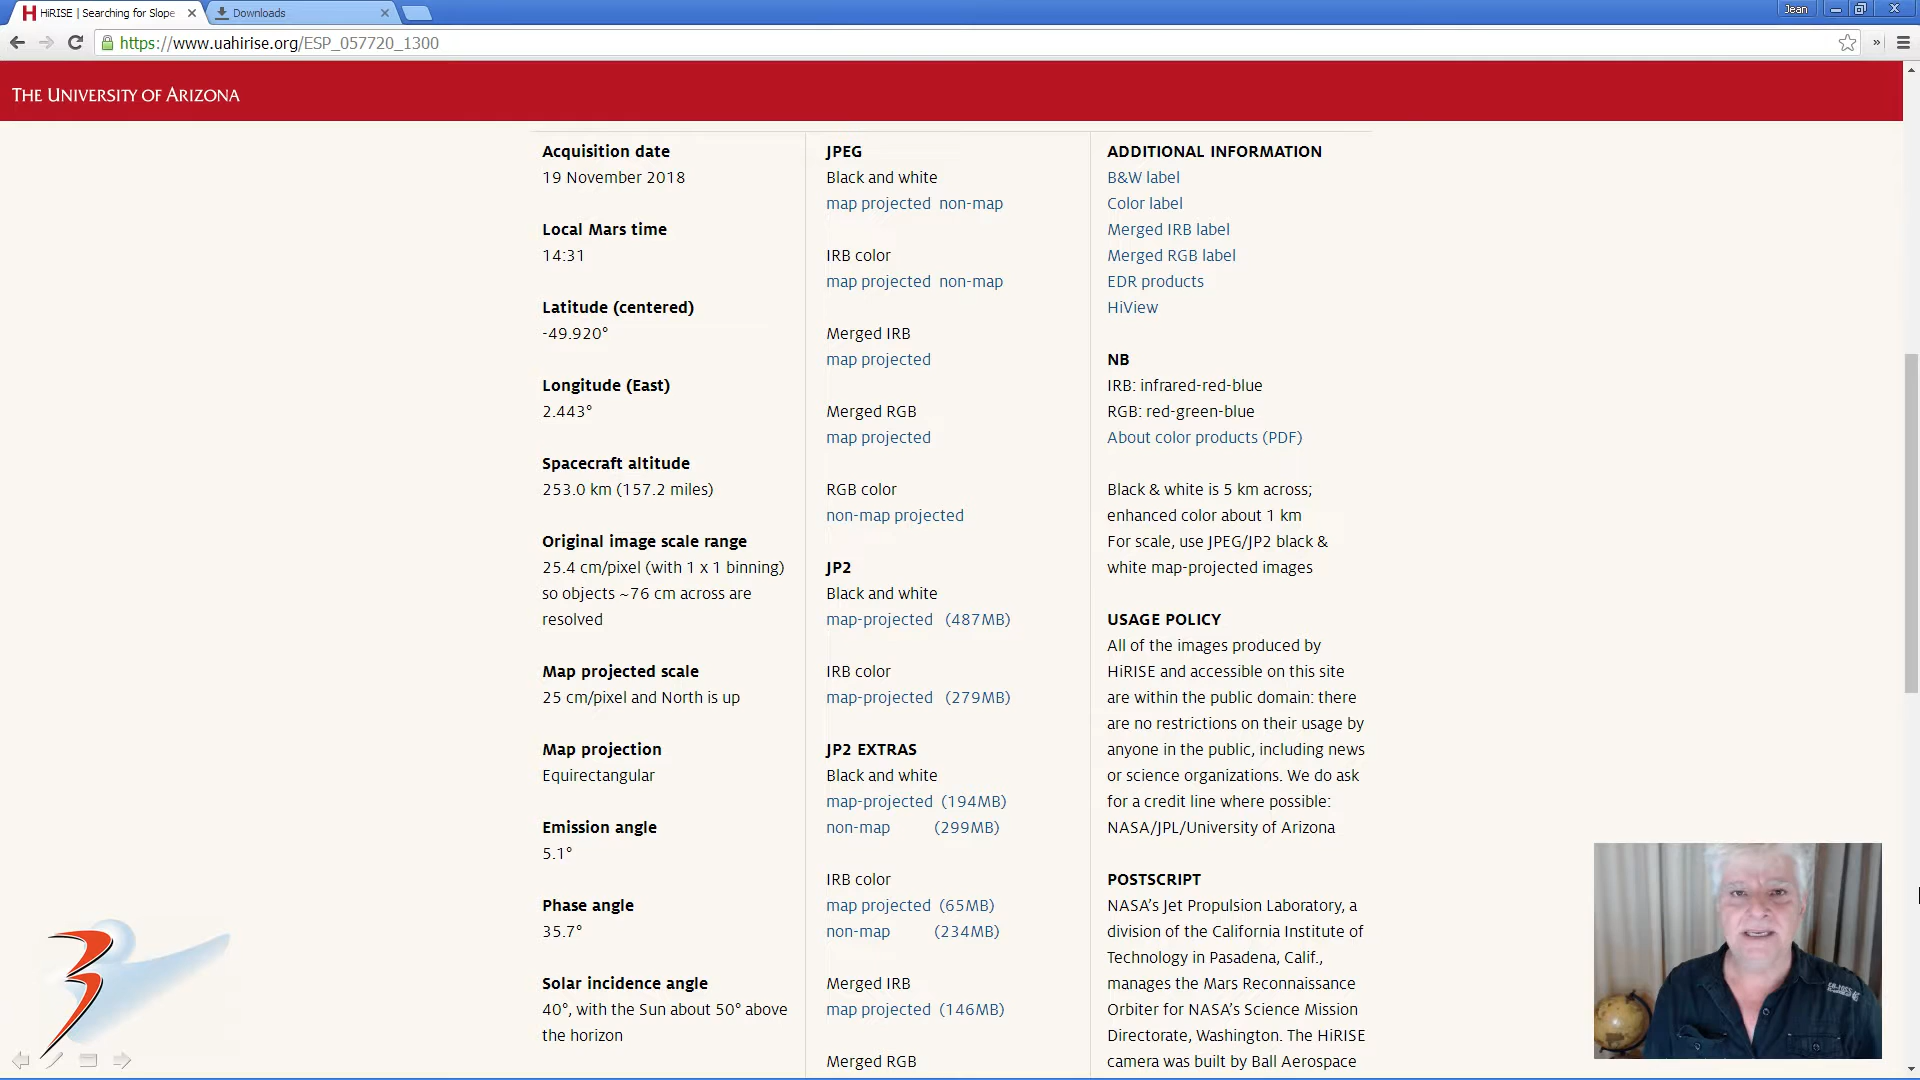 HiRISE | Searching for Slope
Downloads
Jean
https://www.uahirise.org/ESP_057720_1300
THE UNIVERSITY OF ARIZONA
Acquisition date
19 November 2018
Local Mars time
14:31
Latitude (centered)
-49.920°
Longitude (East)
2.443°
Spacecraft altitude
253.0 km (157.2 miles)
Original image scale range
25.4 cm/pixel (with 1 x 1 binning)
so objects ~76 cm across are
resolved
Map projected scale
25 cm/pixel and North is up
Map projection
Equirectangular
Emission angle
5.1°
Phase angle
35.7°
Solar incidence angle
40°, with the Sun about 50° above
the horizon
JPEG
Black and white
map projected non-map
IRB color
map projected non-map
Merged IRB
map projected
Merged RGB
map projected
RGB color
non-map projected
JP2
Black and white
map-projected (487MB)
IRB color
map-projected (279MB)
JP2 EXTRAS
Black and white
map-projected (194MB)
non-map (299MB)
IRB color
map projected (65MB)
non-map (234MB)
Merged IRB
map projected (146MB)
Merged RGB
ADDITIONAL INFORMATION
B&W label
Color label
Merged IRB label
Merged RGB label
EDR products
HiView
NB
IRB: infrared-red-blue
RGB: red-green-blue
About color products (PDF)
Black & white is 5 km across;
enhanced color about 1 km
For scale, use JPEG/JP2 black &
white map-projected images
USAGE POLICY
All of the images produced by
HiRISE and accessible on this site
are within the public domain: there
are no restrictions on their usage by
anyone in the public, including news
or science organizations. We do ask
for a credit line where possible:
NASA/JPL/University of Arizona
POSTSCRIPT
NASA’s Jet Propulsion Laboratory, a
division of the California Institute of
Technology in Pasadena, Calif.,
manages the Mars Reconnaissance
Orbiter for NASA’s Science Mission
Directorate, Washington. The HiRISE
camera was built by Ball Aerospace